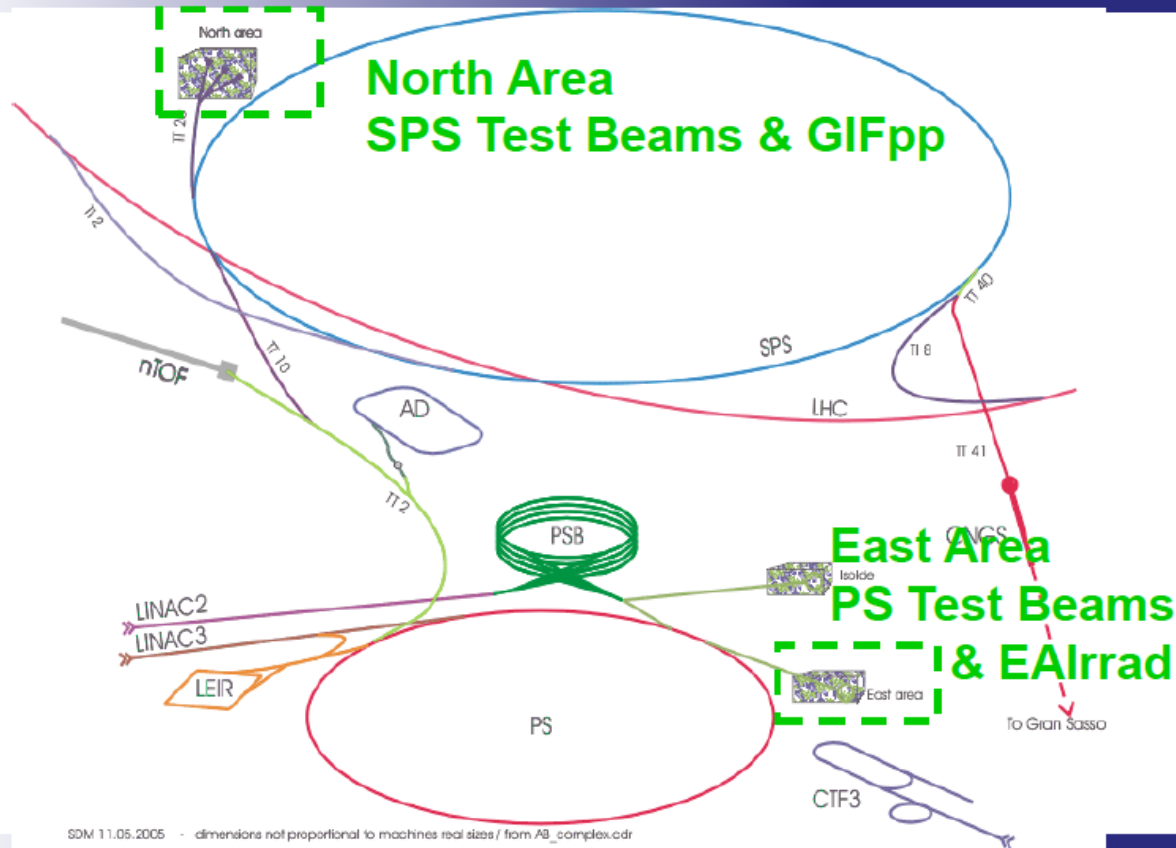 North area
North Area
SPS Test Beams & GIFpp
TT 2
TI 2
TT 40
SPS
TI 8
TT 10
nTOF
AD
LHC
TT 41
TT 2
PSB
CNGS
East Area
Isolde
PS Test Beams
LINAC2
LINAC3
& EAIrrad
LEIR
East area
PS
To Gran Sasso
CTF3
SDM 11.05.2005 - dimensions not proportional to machines real sizes / from AB_complex.cdr